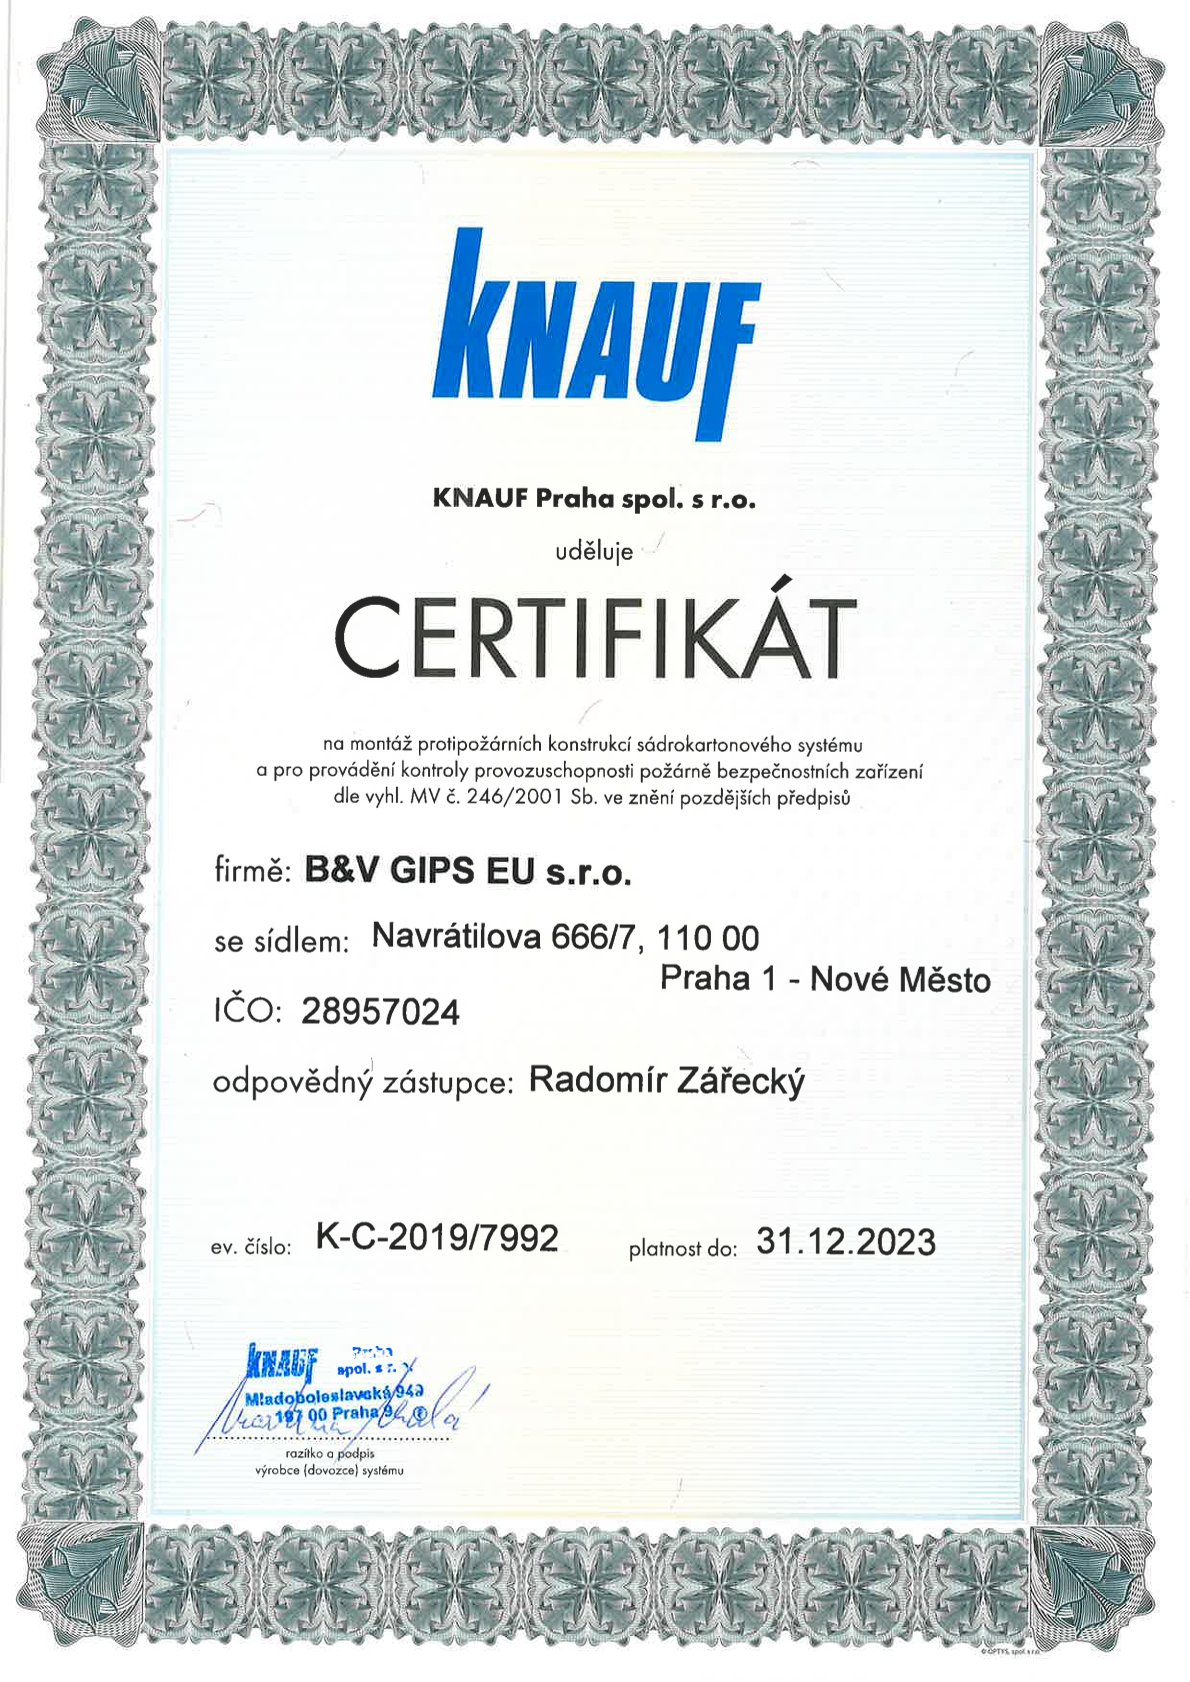 KNAUF
KNAUF Praha spol. s r.o.
uděluje
CERTIFIKÁT
na montáž protipožárních konstrukcí sádrokartonového systému
a pro provádění kontroly provozuschopnosti požárně bezpečnostních zařízení
dle vyhl. MV č. 246/2001 Sb. ve znění pozdějších předpisů
firmě: B&V GIPS EU s.r.o.
se sídlem: Navrátilova 666/7, 110 00
Praha 1 - Nové Město
IČO: 28957024
odpovědný zástupce: Radomír Zářecký
ev. číslo: K-C-2019/7992 platnost do: 31.12.2023
KNAUF Praha
spol. s r.
Mladoboleslavská
197 00 Praha 9
razítko a podpis
výrobce (dovozce) systému
© OPTYS, spol. s r.o.